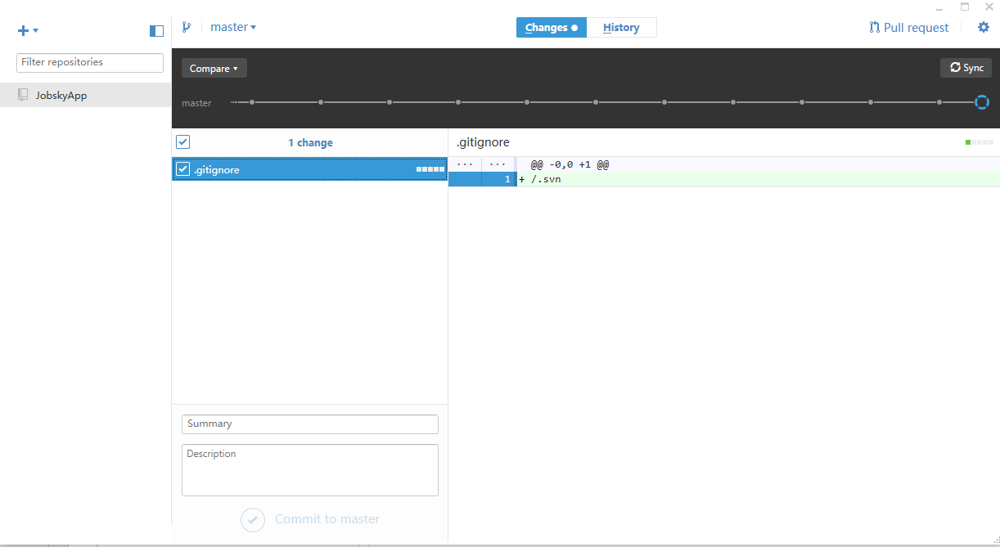 master
Changes
History
Pull request
Filter repositories
JobskyApp
Compare
Sync
master
1 change
.gitignore
.gitignore
... ... @@ -0,0 +1 @@
1 + /.svn
Summary
Description
Commit to master